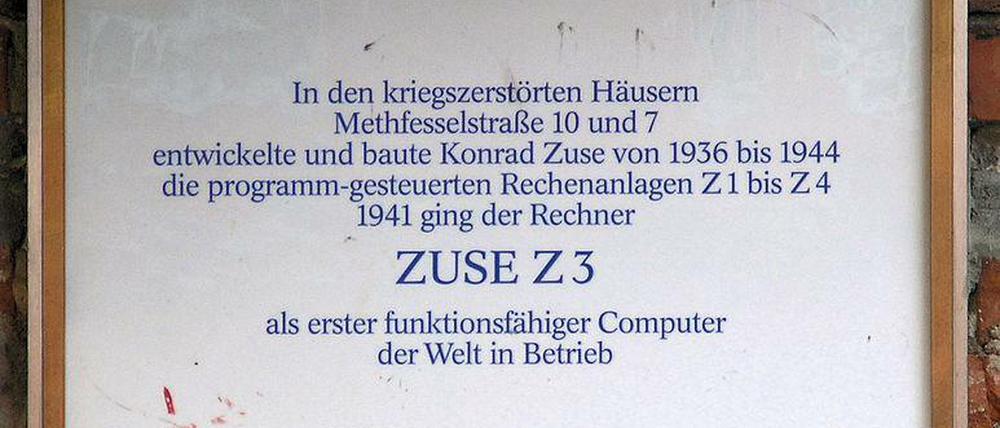 In den kriegszerstörten Häusern
Methfesselstraße 10 und 7
entwickelte und baute Konrad Zuse von 1936 bis 1944
die programm-gesteuerten Rechenanlagen Z 1 bis Z 4
1941 ging der Rechner
ZUSE Z 3
als erster funktionsfähiger Computer
der Welt in Betrieb